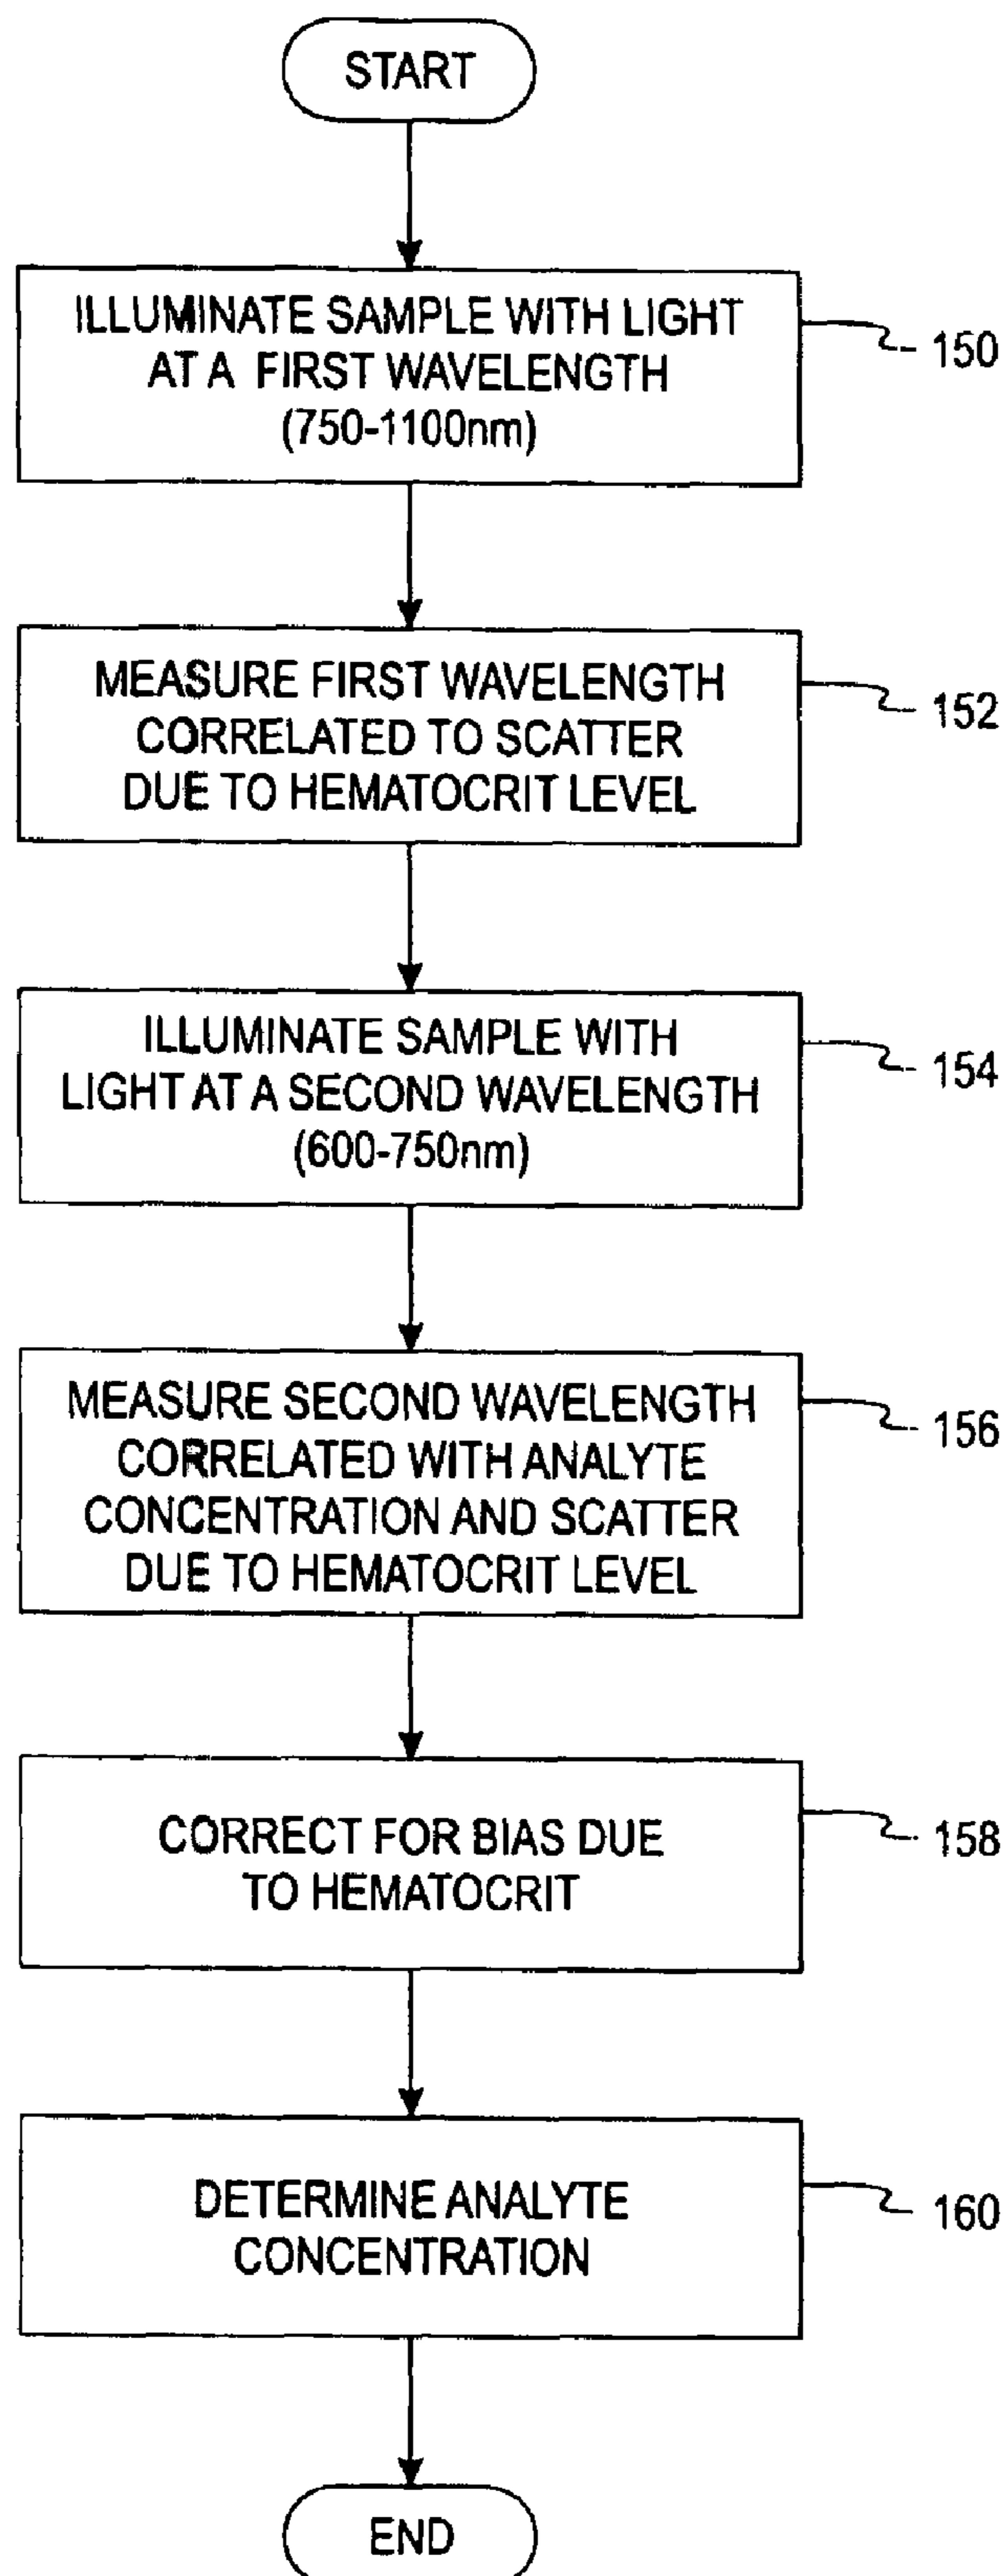 START
ILLUMINATE SAMPLE WITH LIGHT
AT A FIRST WAVELENGTH
(750-1100nm)
150
MEASURE FIRST WAVELENGTH
CORRELATED TO SCATTER
DUE TO HEMATOCRIT LEVEL
152
ILLUMINATE SAMPLE WITH
LIGHT AT A SECOND WAVELENGTH
(600-750nm)
154
MEASURE SECOND WAVELENGTH
CORRELATED WITH ANALYTE
CONCENTRATION AND SCATTER
DUE TO HEMATOCRIT LEVEL
156
CORRECT FOR BIAS DUE
TO HEMATOCRIT
158
DETERMINE ANALYTE
CONCENTRATION
160
END